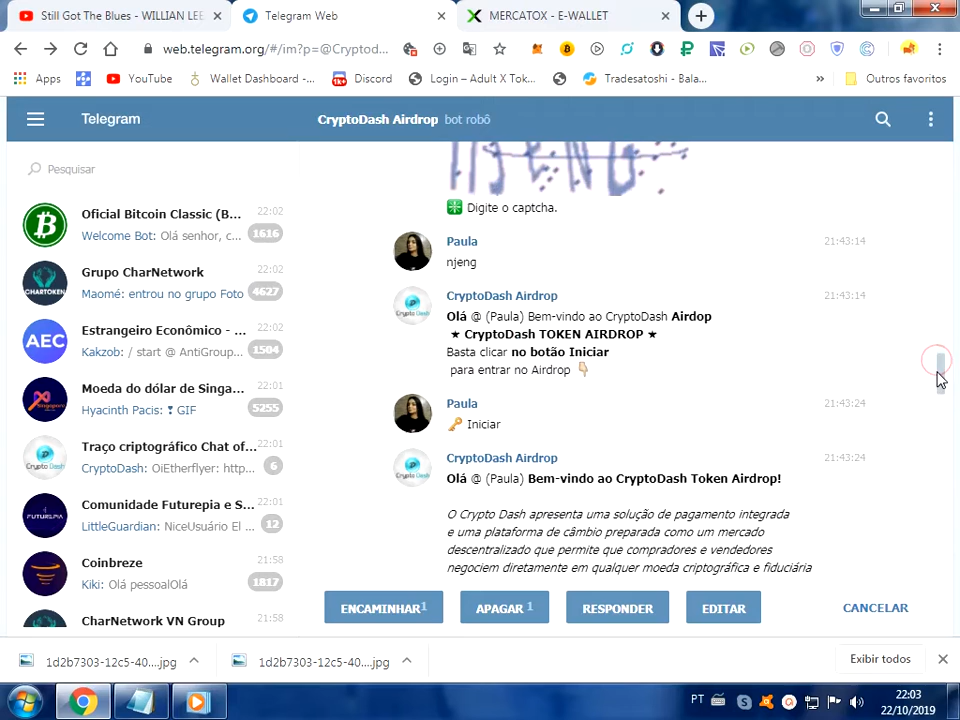 Still Got The Blues - WILLIAN LEE
Telegram Web
MERCATOX - E-WALLET
web.telegram.org/#/im?p=@Cryptod...
Apps
YouTube
Wallet Dashboard -...
1k+
Discord
Login – Adult X Tok...
Tradesatoshi - Bala...
»
Outros favoritos
Telegram
CryptoDash Airdrop bot robô
Pesquisar
Oficial Bitcoin Classic (B... 22:02
Welcome Bot: Olá senhor, c... 1616
Grupo CharNetwork 22:02
Maomé: entrou no grupo Foto 4627
Estrangeiro Econômico - ... 22:02
Kakzob: / start @ AntiGroup... 1504
Moeda do dólar de Singa... 22:01
Hyacinth Pacis: ❣ GIF 5255
Traço criptográfico Chat of... 22:01
CryptoDash: OiEtherflyer: http... 6
Comunidade Futurepia e S... 22:01
LittleGuardian: NiceUsuário El ... 12
Coinbreze 21:58
Kiki: Olá pessoalOlá 1817
CharNetwork VN Group 21:58
CHARTOKEN
AEC
Singapore
Crypto Dash
FUTUREPIA
Digite o captcha.
Paula 21:43:14
njeng
CryptoDash Airdrop 21:43:14
Olá @ (Paula) Bem-vindo ao CryptoDash Airdop
★ CryptoDash TOKEN AIRDROP ★
Basta clicar no botão Iniciar
para entrar no Airdrop 👇
Paula 21:43:24
🔑 Iniciar
CryptoDash Airdrop 21:43:24
Olá @ (Paula) Bem-vindo ao CryptoDash Token Airdrop!
O Crypto Dash apresenta uma solução de pagamento integrada
e uma plataforma de câmbio preparada como um mercado
descentralizado que permite que compradores e vendedores
negociem diretamente em qualquer moeda criptográfica e fiduciária
ENCAMINHAR 1
APAGAR 1
RESPONDER
EDITAR
CANCELAR
1d2b7303-12c5-40....jpg
1d2b7303-12c5-40....jpg
Exibir todos
PT
22:03
22/10/2019